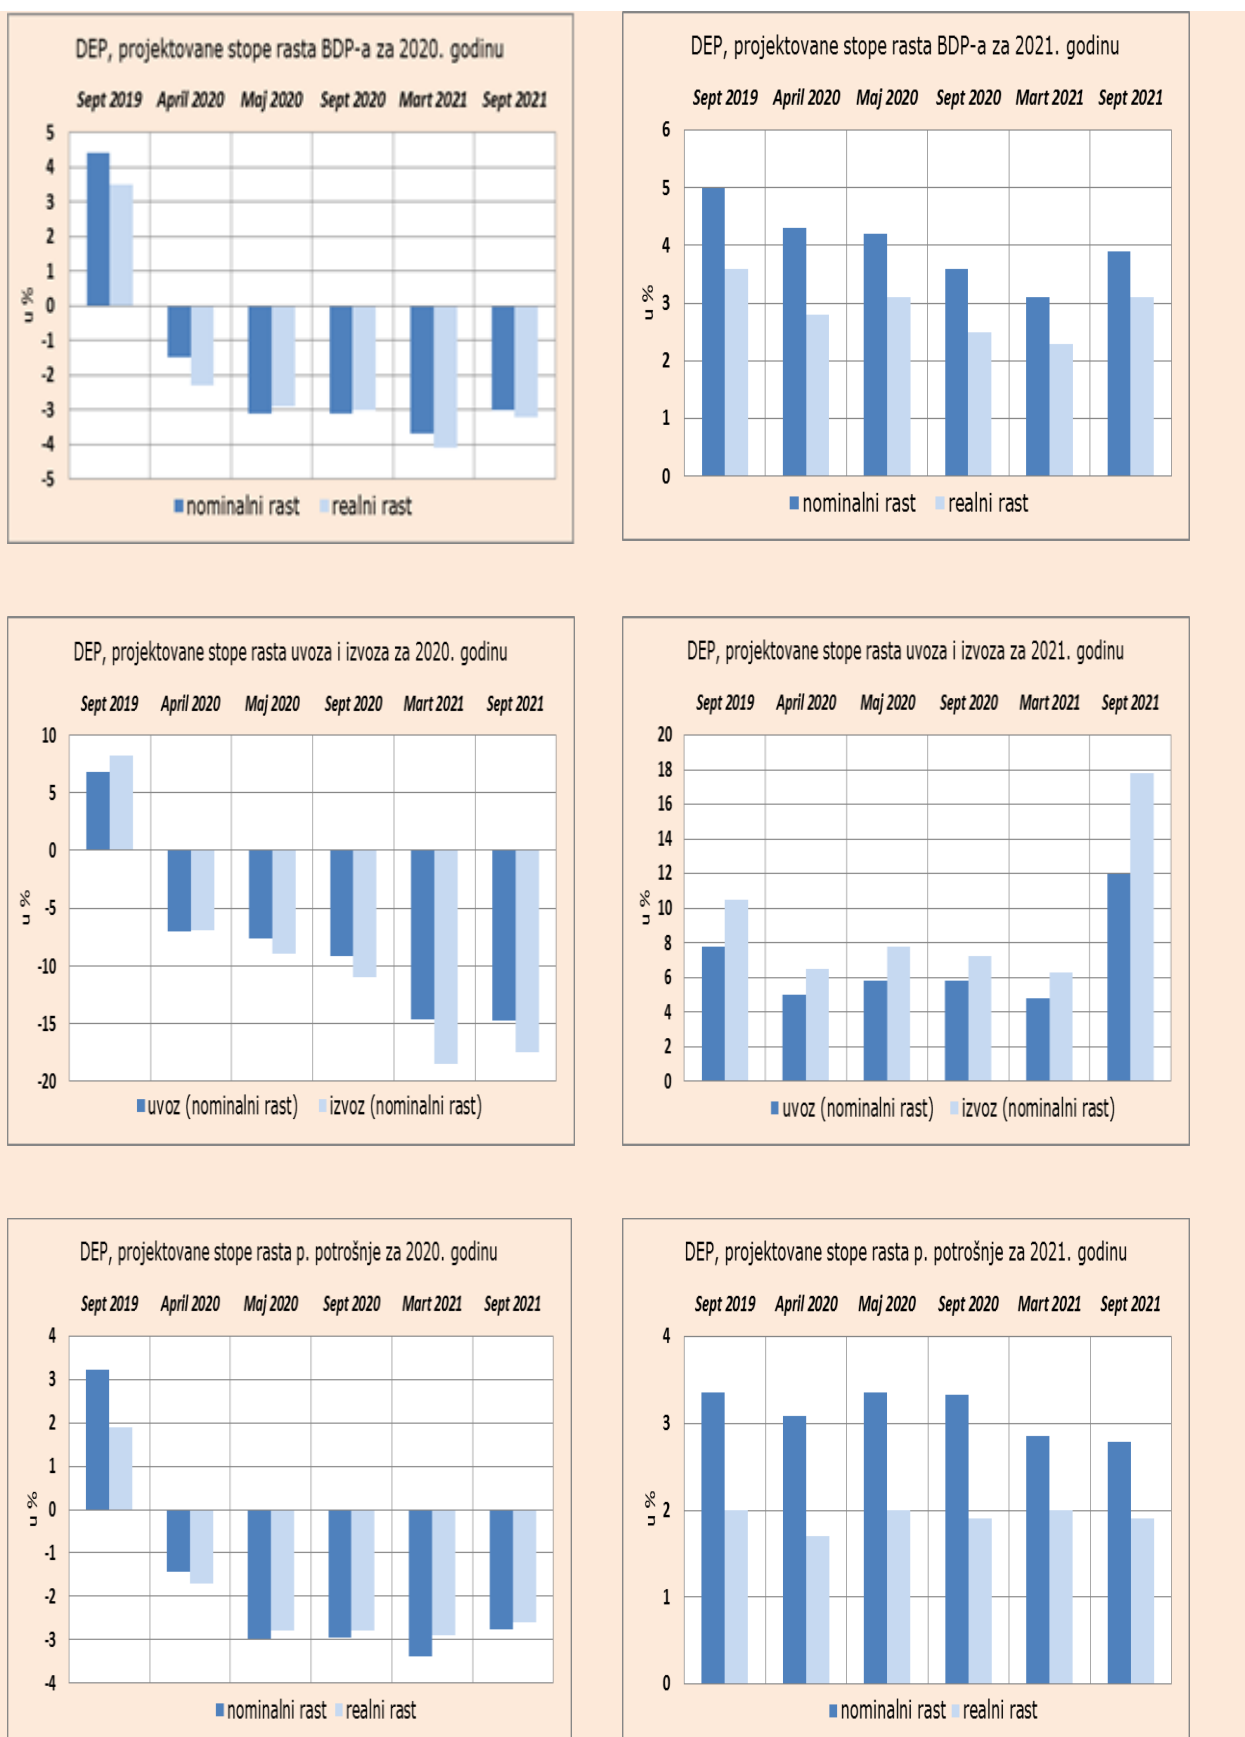 DEP, projektovane stope rasta BDP-a za 2020. godinu
Sept 2019 April 2020 Maj 2020 Sept 2020 Mart 2021 Sept 2021
5
4
3
2
1
0
-1
-2
-3
-4
-5
u %
nominalni rast realni rast
DEP, projektovane stope rasta BDP-a za 2021. godinu
Sept 2019 April 2020 Maj 2020 Sept 2020 Mart 2021 Sept 2021
6
5
4
3
2
1
0
u %
nominalni rast realni rast
DEP, projektovane stope rasta uvoza i izvoza za 2020. godinu
Sept 2019 April 2020 Maj 2020 Sept 2020 Mart 2021 Sept 2021
10
5
0
-5
-10
-15
-20
u %
uvoz (nominalni rast) izvoz (nominalni rast)
DEP, projektovane stope rasta uvoza i izvoza za 2021. godinu
Sept 2019 April 2020 Maj 2020 Sept 2020 Mart 2021 Sept 2021
20
18
16
14
12
10
8
6
4
2
0
u %
uvoz (nominalni rast) izvoz (nominalni rast)
DEP, projektovane stope rasta p. potrošnje za 2020. godinu
Sept 2019 April 2020 Maj 2020 Sept 2020 Mart 2021 Sept 2021
4
3
2
1
0
-1
-2
-3
-4
u %
nominalni rast realni rast
DEP, projektovane stope rasta p. potrošnje za 2021. godinu
Sept 2019 April 2020 Maj 2020 Sept 2020 Mart 2021 Sept 2021
4
3
2
1
0
u %
nominalni rast realni rast